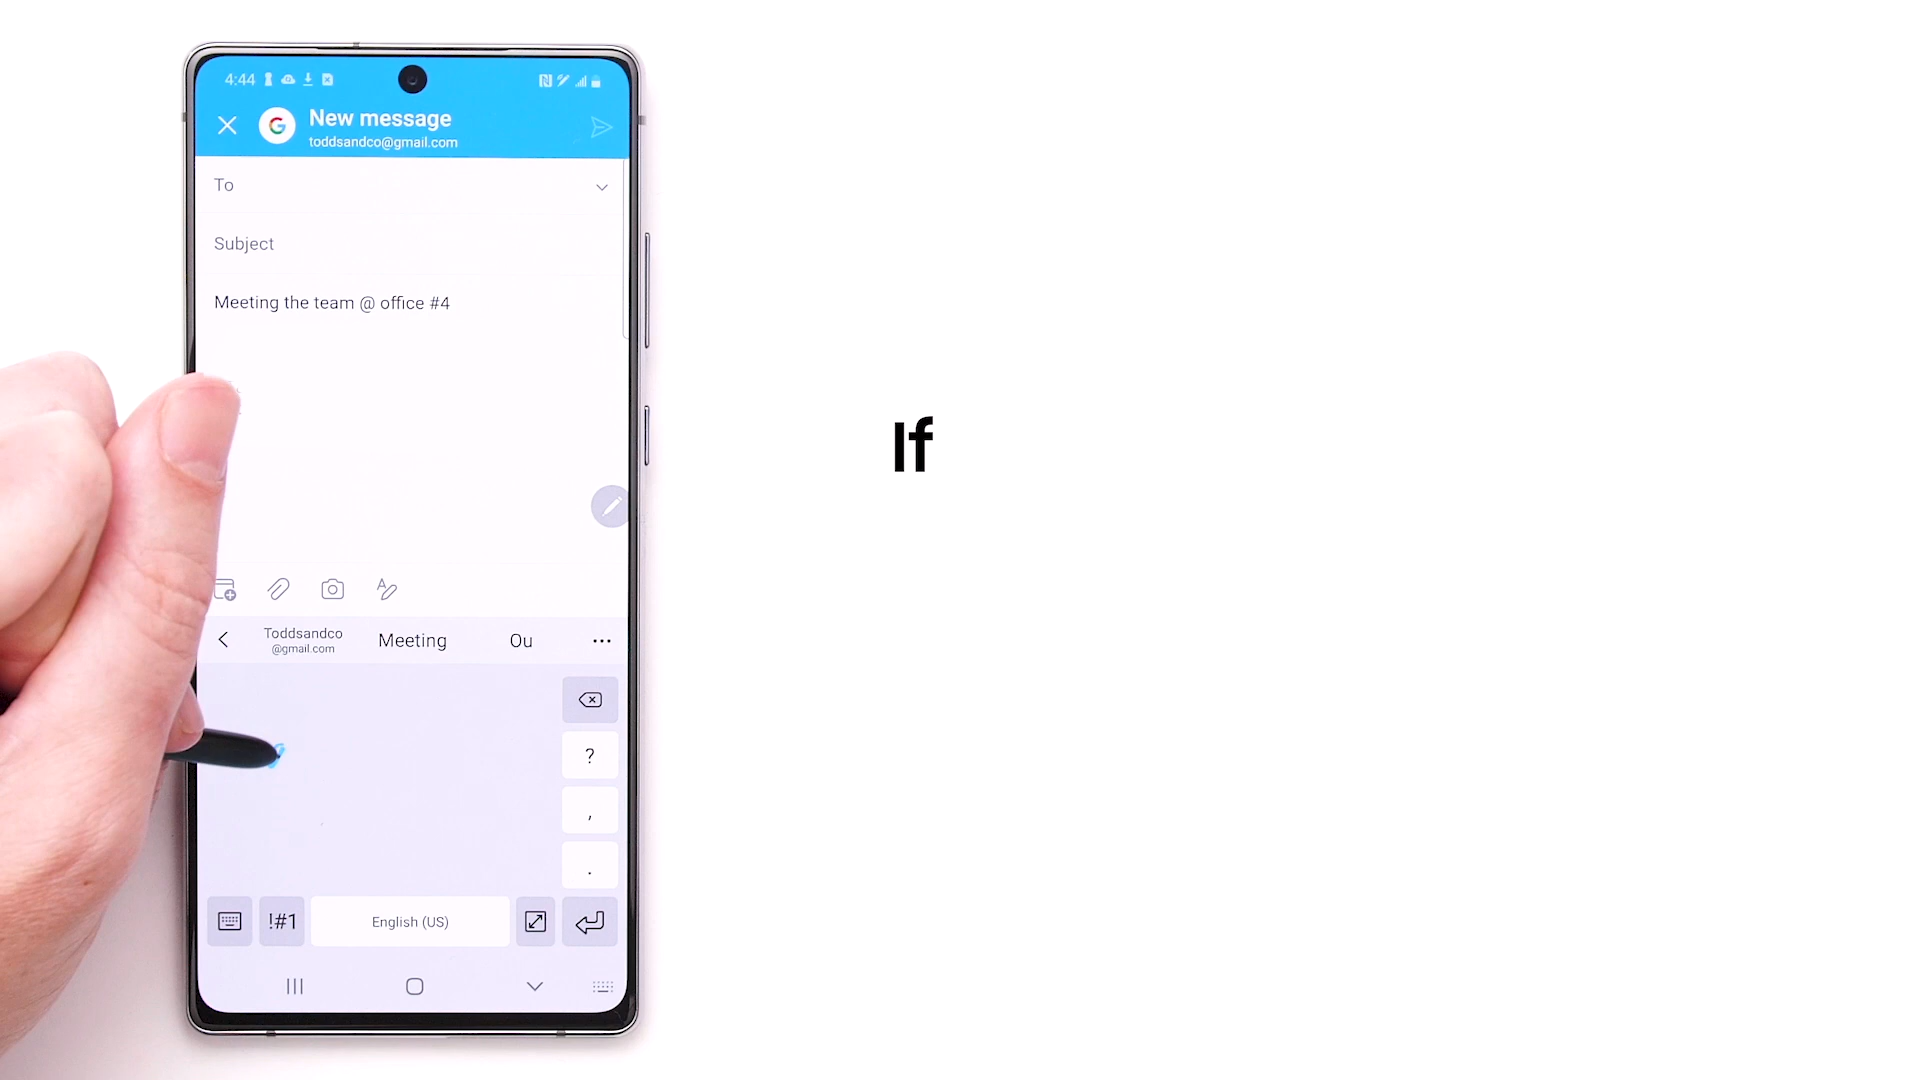 4:44
New message
toddsandco@gmail.com
To
Subject
Meeting the team @ office #4
If
Toddsandco
@gmail.com
Meeting
Ou
...
?
,
.
!#1
English (US)